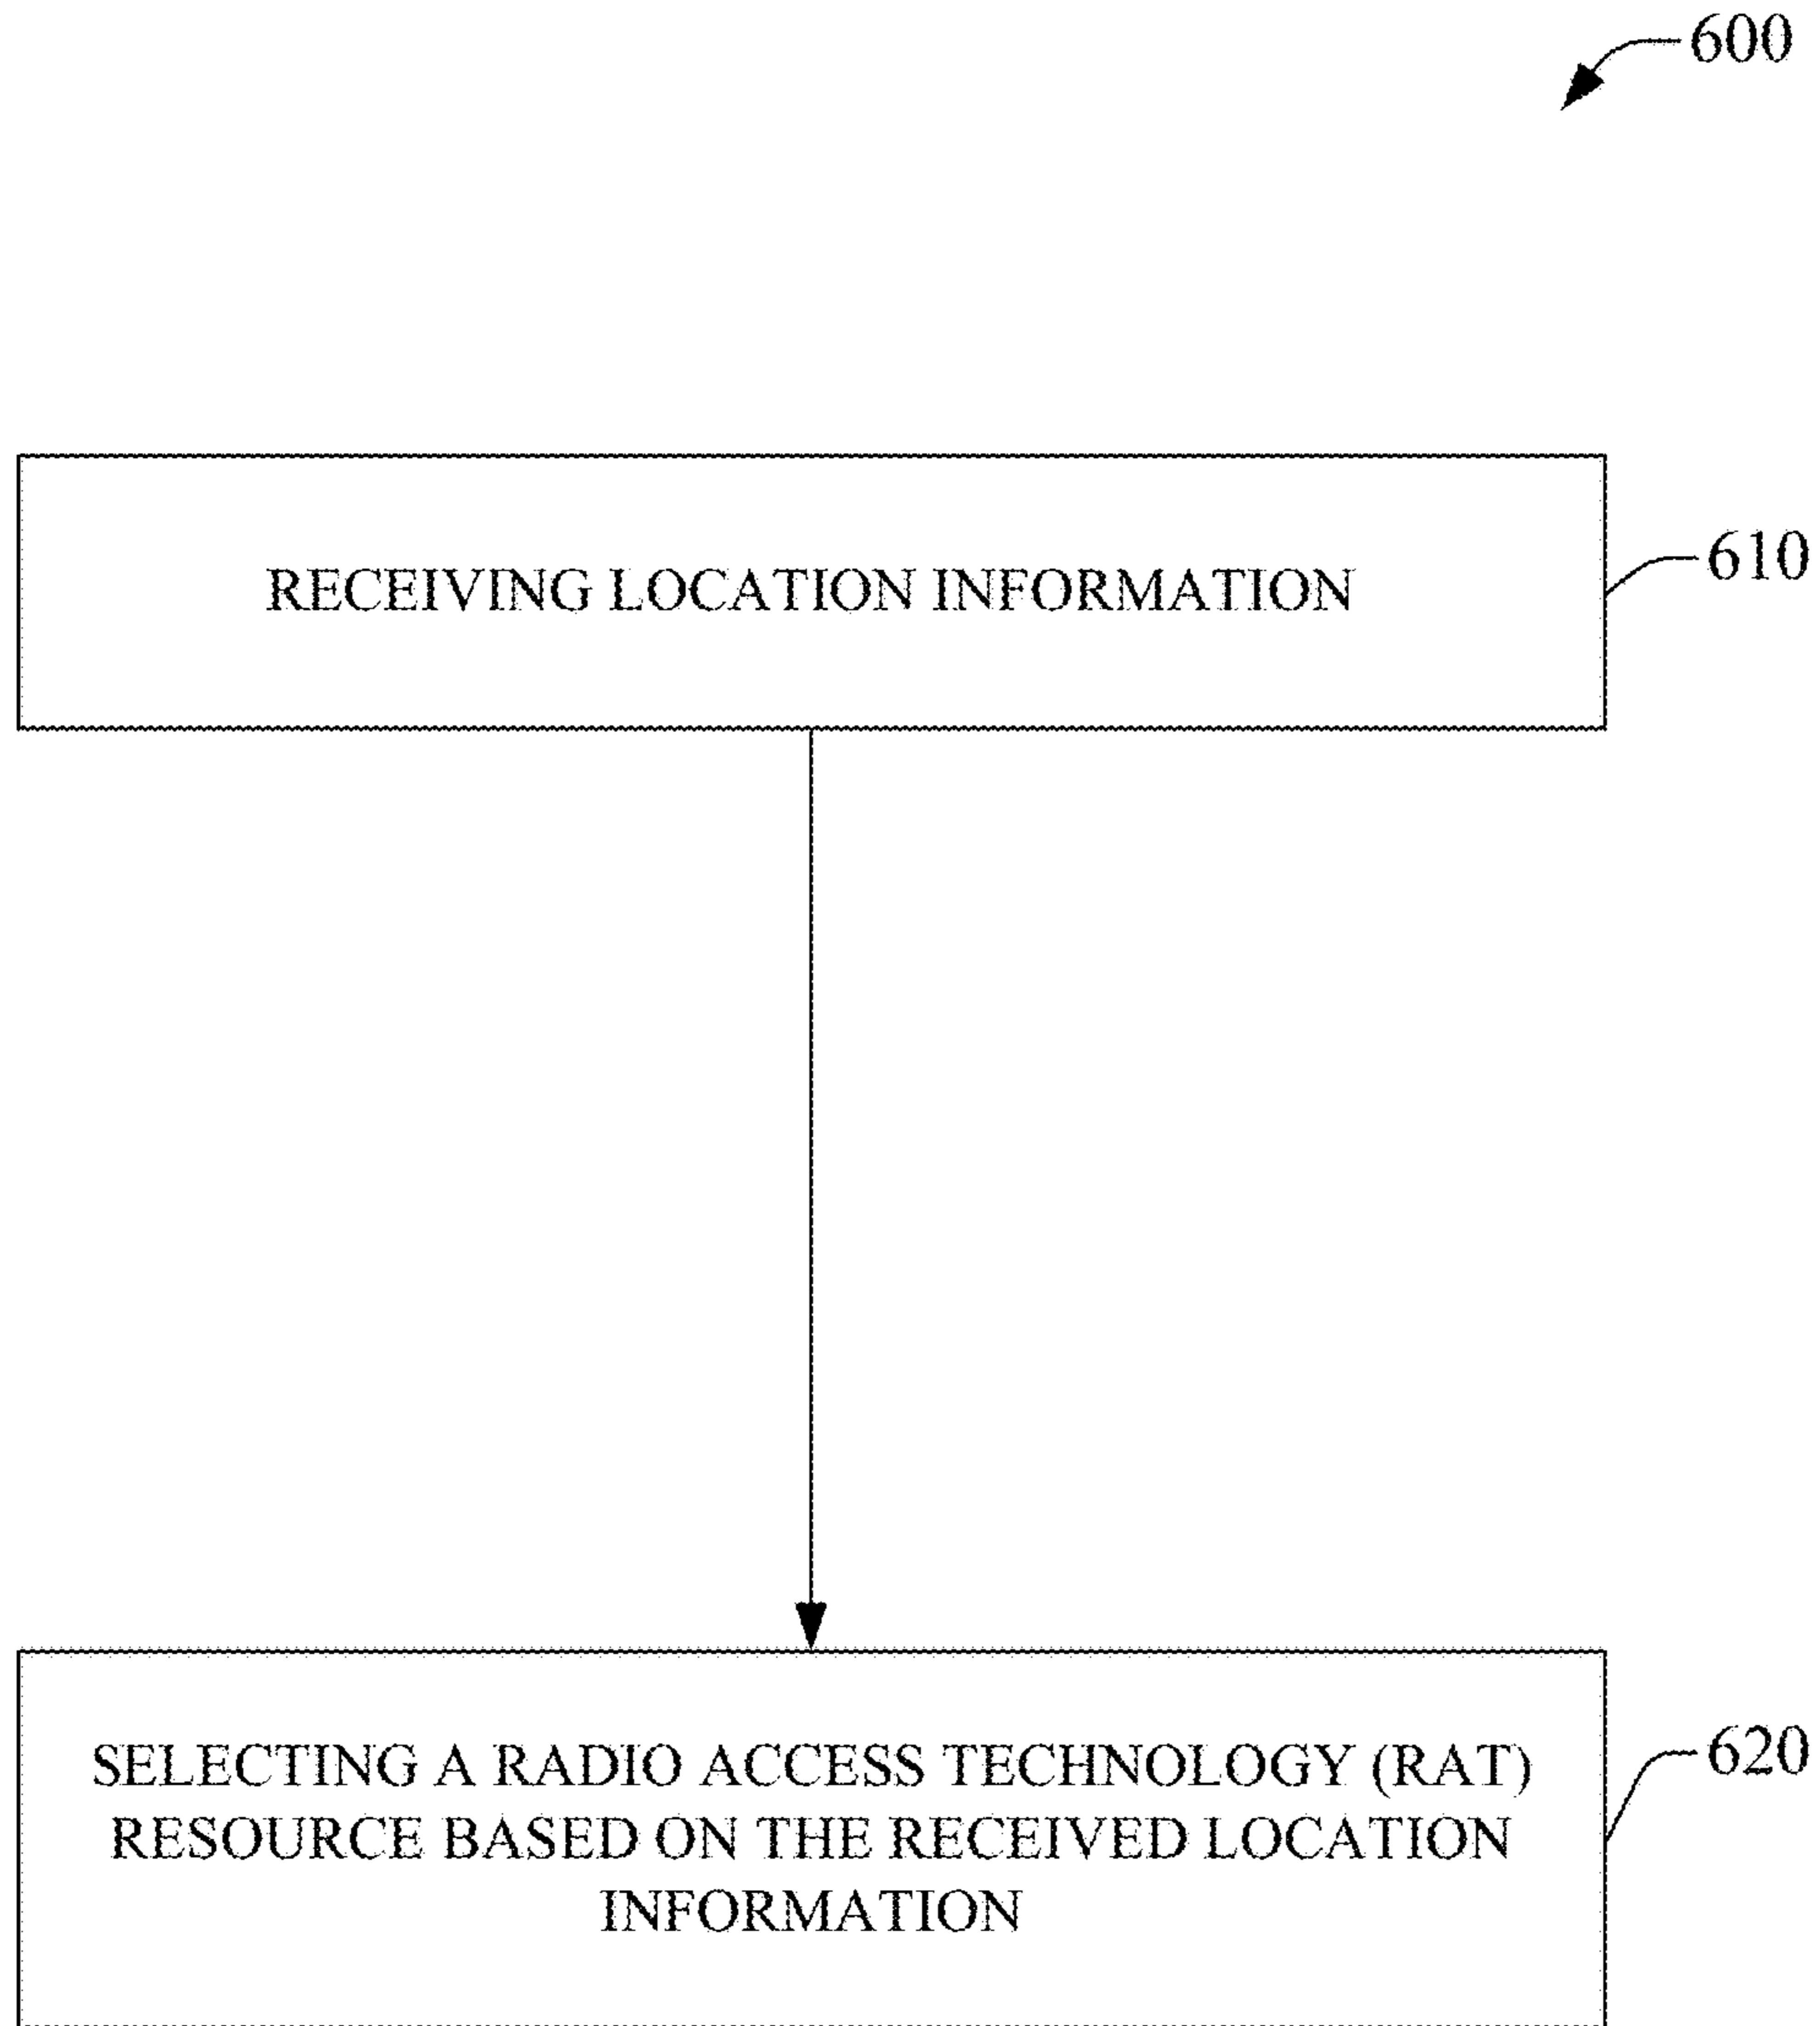 600
RECEIVING LOCATION INFORMATION
610
SELECTING A RADIO ACCESS TECHNOLOGY (RAT)
RESOURCE BASED ON THE RECEIVED LOCATION
INFORMATION
620